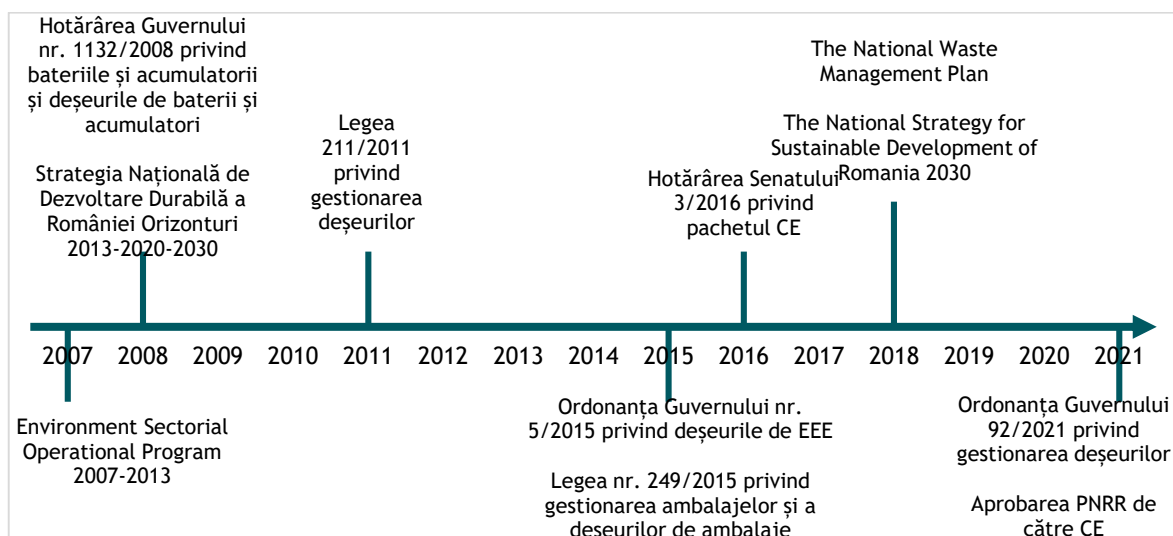 Hotărârea Guvernului
nr. 1132/2008 privind
bateriile și acumulatorii
și deșeurile de baterii și
acumulatori
Strategia Națională de
Dezvoltare Durabilă a
României Orizonturi
2013-2020-2030
Legea
211/2011
privind
gestionarea
deșeurilor
Hotărârea Senatului
3/2016 privind
pachetul CE
The National Waste
Management Plan
The National Strategy for
Sustainable Development of
Romania 2030
2007 2008 2009 2010 2011 2012 2013 2014 2015 2016 2017 2018 2019 2020 2021
Environment Sectorial
Operational Program
2007-2013
Ordonanța Guvernului nr.
5/2015 privind deșeurile de EEE
Legea nr. 249/2015 privind
gestionarea ambalajelor și a
deșeurilor de ambalaje
Ordonanța Guvernului
92/2021 privind
gestionarea deșeurilor
Aprobarea PNRR de
către CE